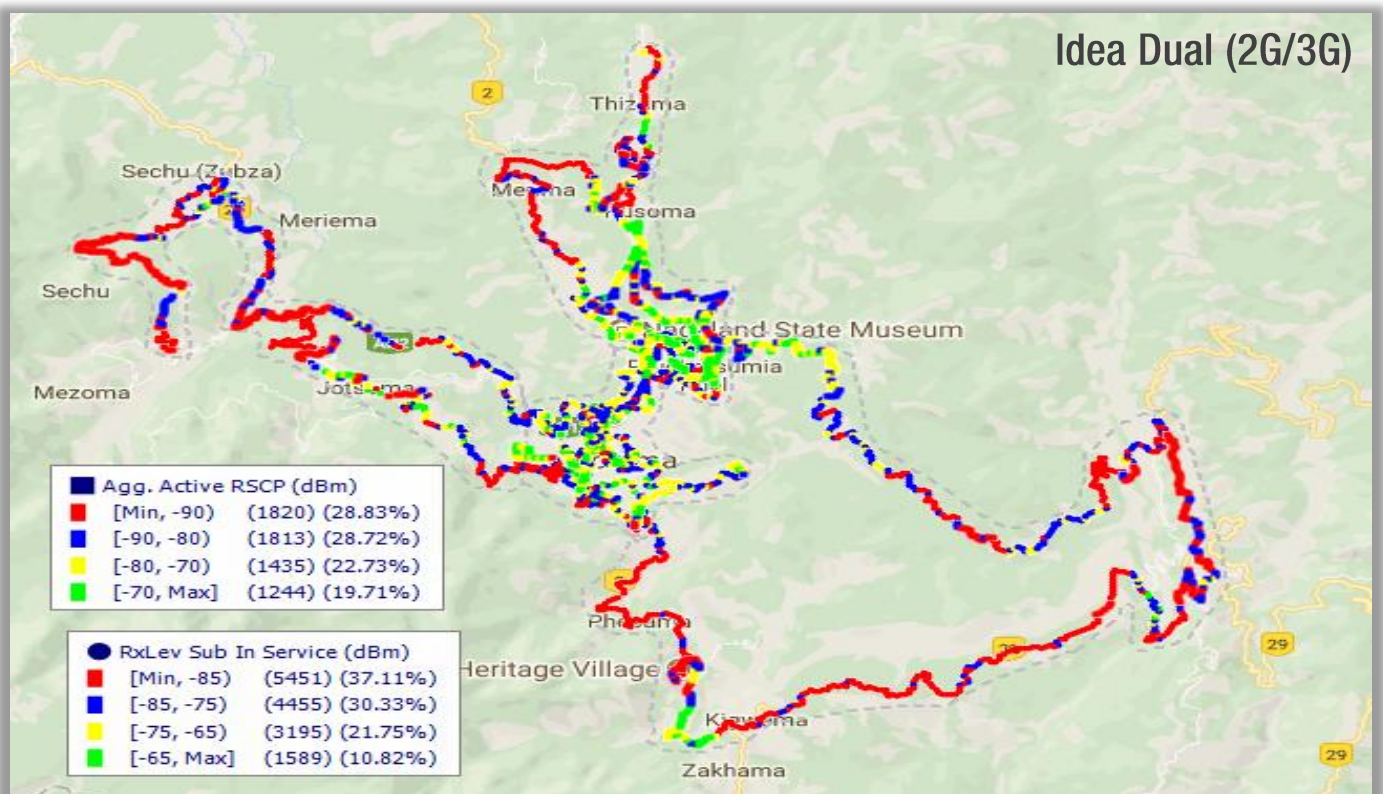 Idea Dual (2G/3G)
2
Thizama
Sechu (Zubza)
Meriema
Sechu
Nagaland State Museum
Mezoma
Jotsoma
Agg. Active RSCP (dBm)
[Min, -90) (1820) (28.83%)
[-90, -80) (1813) (28.72%)
[-80, -70) (1435) (22.73%)
[-70, Max] (1244) (19.71%)
Phesuma
29
RxLev Sub In Service (dBm)
Heritage Village
[Min, -85) (5451) (37.11%)
[-85, -75) (4455) (30.33%)
[-75, -65) (3195) (21.75%)
[-65, Max] (1589) (10.82%)
Kigwema
29
Zakhama